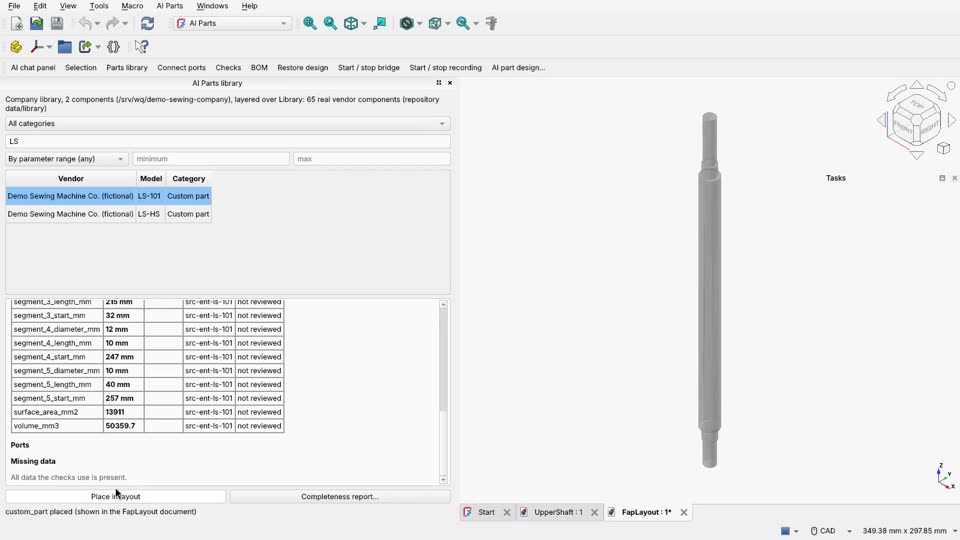 File Edit View Tools Macro AI Parts Windows Help
AI Parts
AI chat panel Selection Parts library Connect ports Checks BOM Restore design Start / stop bridge Start / stop recording AI part design...
AI Parts library
Company library, 2 components (/srv/wq/demo-sewing-company), layered over Library: 65 real vendor components (repository
data/library)
All categories
LS
By parameter range (any) minimum max
Vendor Model Category
Demo Sewing Machine Co. (fictional) LS-101 Custom part
Demo Sewing Machine Co. (fictional) LS-HS Custom part
segment_3_length_mm 215 mm src-ent-ls-101 not reviewed
segment_3_start_mm 32 mm src-ent-ls-101 not reviewed
segment_4_diameter_mm 12 mm src-ent-ls-101 not reviewed
segment_4_length_mm 10 mm src-ent-ls-101 not reviewed
segment_4_start_mm 247 mm src-ent-ls-101 not reviewed
segment_5_diameter_mm 10 mm src-ent-ls-101 not reviewed
segment_5_length_mm 40 mm src-ent-ls-101 not reviewed
segment_5_start_mm 257 mm src-ent-ls-101 not reviewed
surface_area_mm2 13911 src-ent-ls-101 not reviewed
volume_mm3 50359.7 src-ent-ls-101 not reviewed
Ports
Missing data
All data the checks use is present.
Place in layout Completeness report...
custom_part placed (shown in the FapLayout document)
TOP
FRONT RIGHT
Tasks
Z
Y
X
Start UpperShaft : 1 FapLayout : 1*
CAD 349.38 mm x 297.85 mm